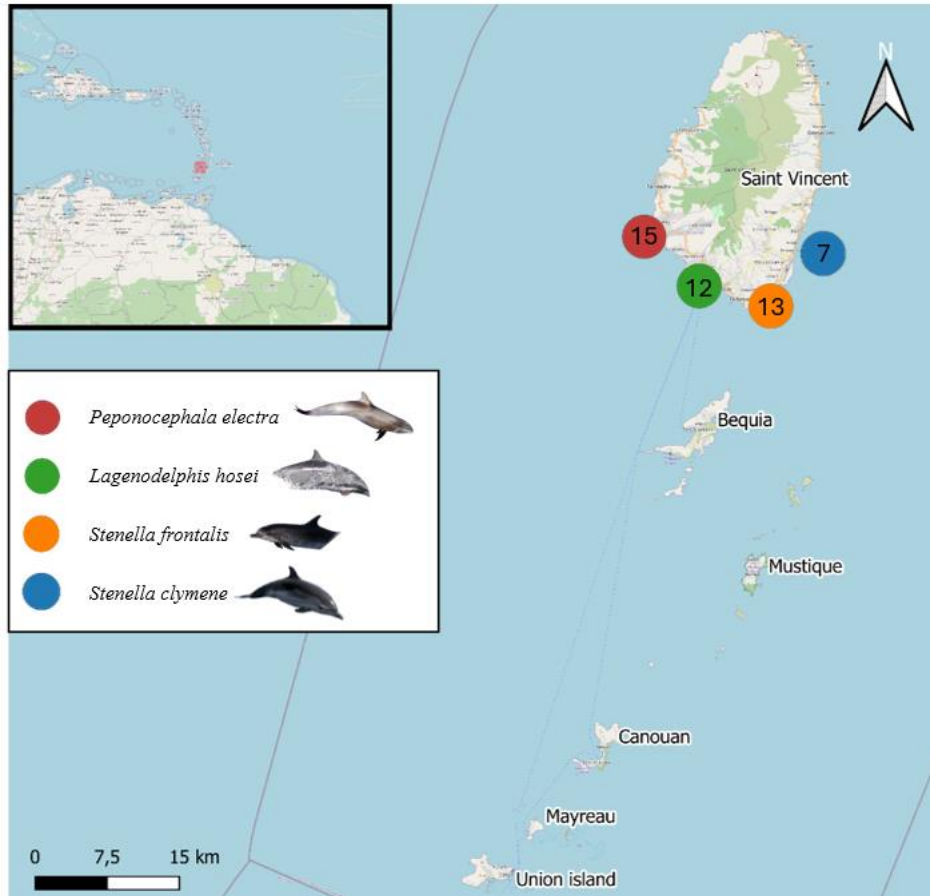 N
Saint Vincent
15
7
12
13
Peponocephala electra
Lagenodelphis hosei
Stenella frontalis
Stenella clymene
Bequia
Mustique
Canouan
Mayreau
Union island
0 7,5 15 km